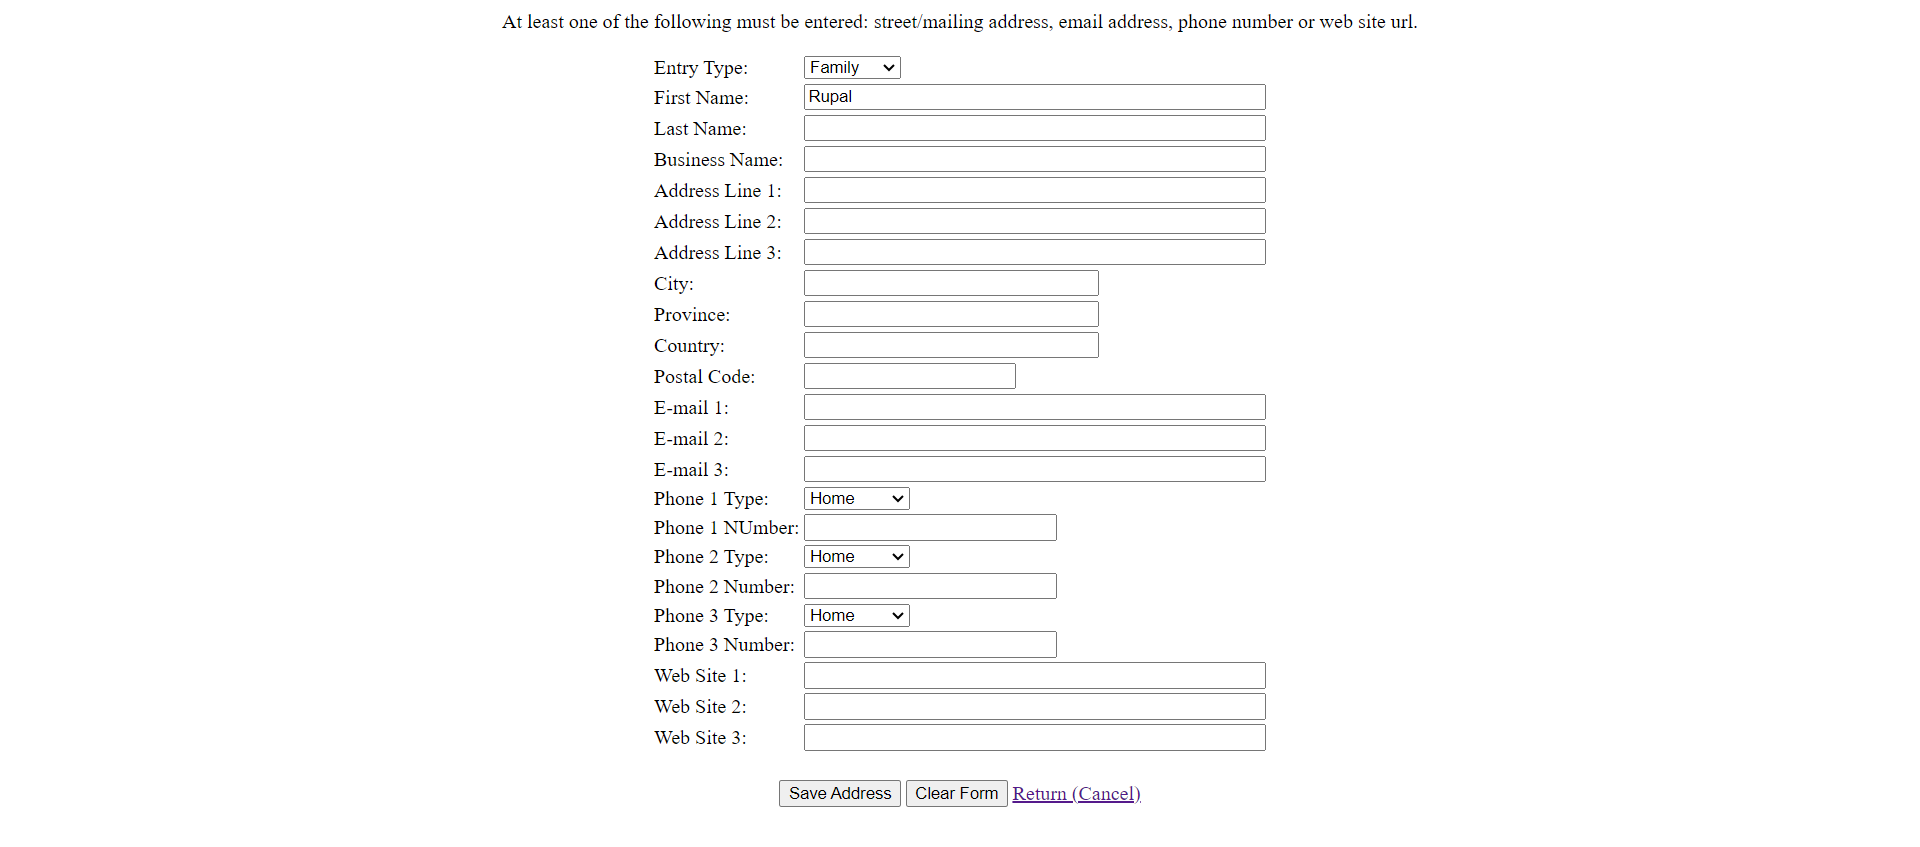 At least one of the following must be entered: street/mailing address, email address, phone number or web site url.
Entry Type: Family
First Name: Rupal
Last Name:
Business Name:
Address Line 1:
Address Line 2:
Address Line 3:
City:
Province:
Country:
Postal Code:
E-mail 1:
E-mail 2:
E-mail 3:
Phone 1 Type: Home
Phone 1 NUmber:
Phone 2 Type: Home
Phone 2 Number:
Phone 3 Type: Home
Phone 3 Number:
Web Site 1:
Web Site 2:
Web Site 3:
Save Address Clear Form Return (Cancel)